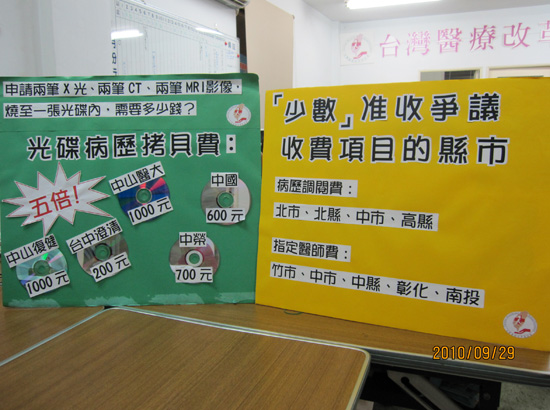 台灣醫療改革
申請兩筆X光、兩筆CT、兩筆MRI影像,
燒至一張光碟內,需要多少錢?
光碟病歷拷貝費:
五倍!
中山醫大
1000元
中國
600元
中山復健
1000元
台中澄清
200元
中榮
700元
「少數」准收爭議
收費項目的縣市
病歷調閱費:
北市、北縣、中市、高縣
指定醫師費:
竹市、中市、中縣、彰化、南投
2010/09/29